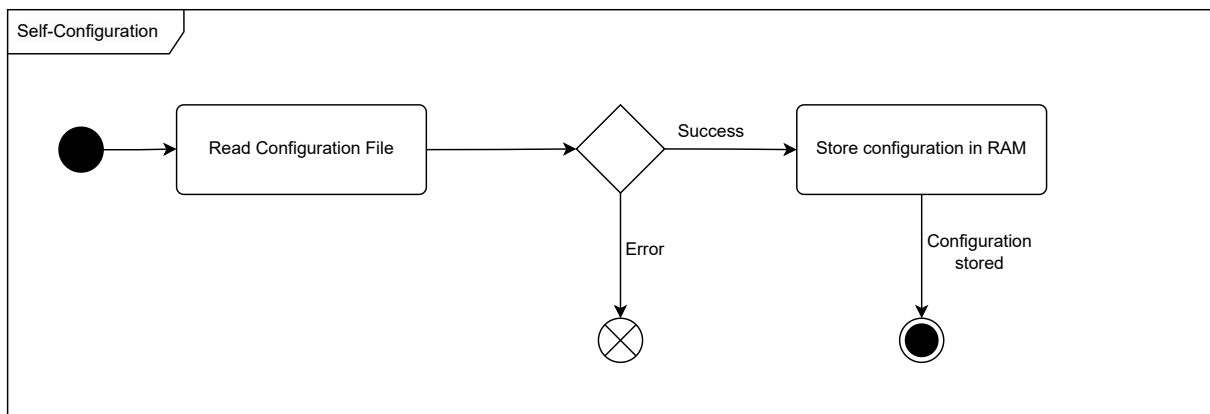 Self-Configuration
Read Configuration File
Success
Store configuration in RAM
Error
Configuration
stored